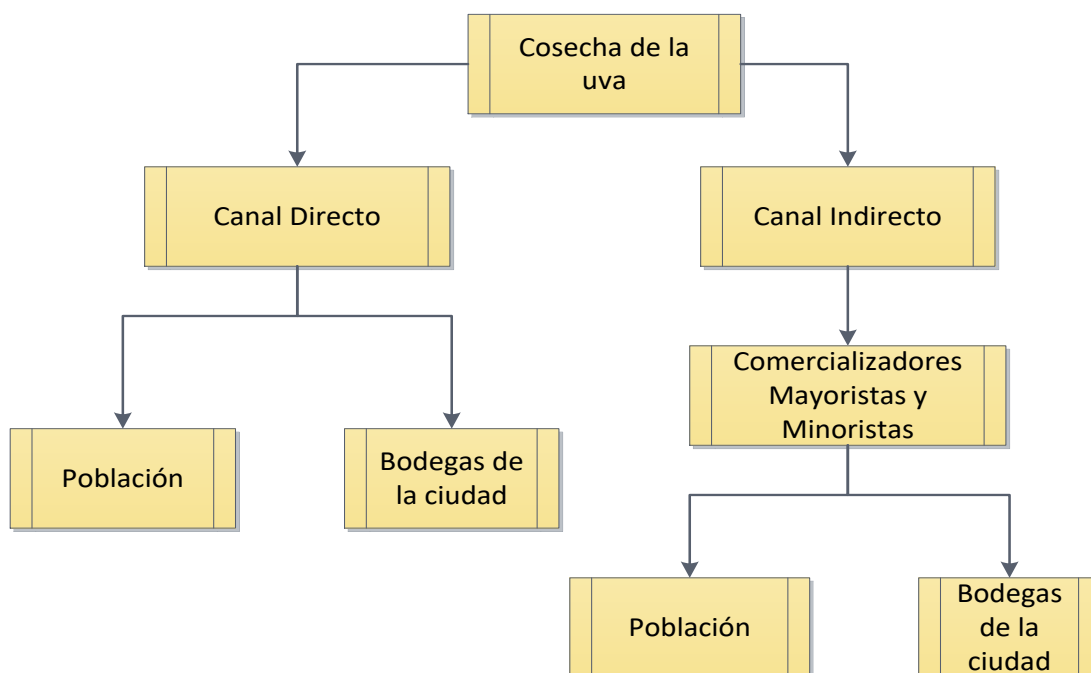 Cosecha de la
uva
Canal Directo
Canal Indirecto
Comercializadores
Mayoristas y
Minoristas
Población
Bodegas de
la ciudad
Población
Bodegas
de la
ciudad